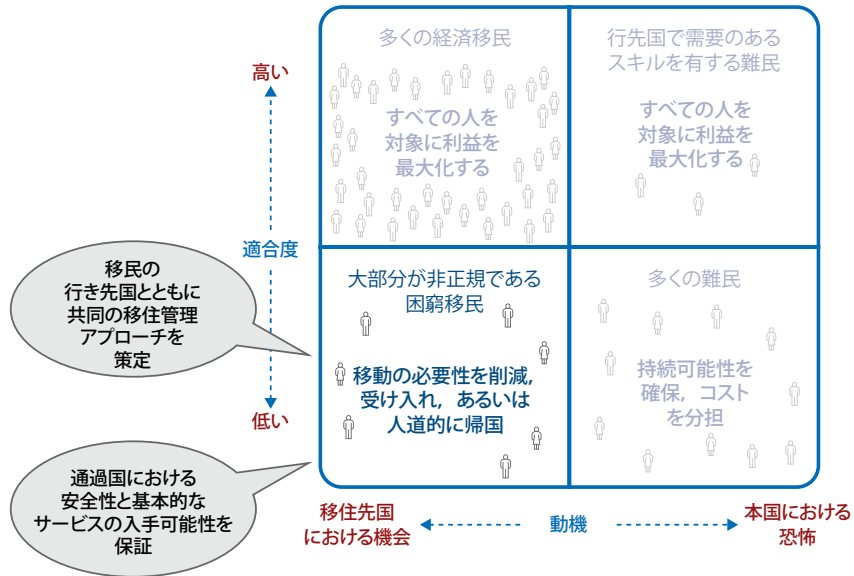 多くの経済移民
すべての人を
対象に利益を
最大化する
行先国で需要のある
スキルを有する難民
すべての人を
対象に利益を
最大化する
高い
適合度
低い
移民の
行き先国とともに
共同の移住管理
アプローチを
策定
大部分が非正規である
困窮移民
移動の必要性を削減，
受け入れ，あるいは
人道的に帰国
多くの難民
持続可能性を
確保，コスト
を分担
通過国における
安全性と基本的な
サービスの入手可能性を
保証
移住先国
における機会
動機
本国における
恐怖